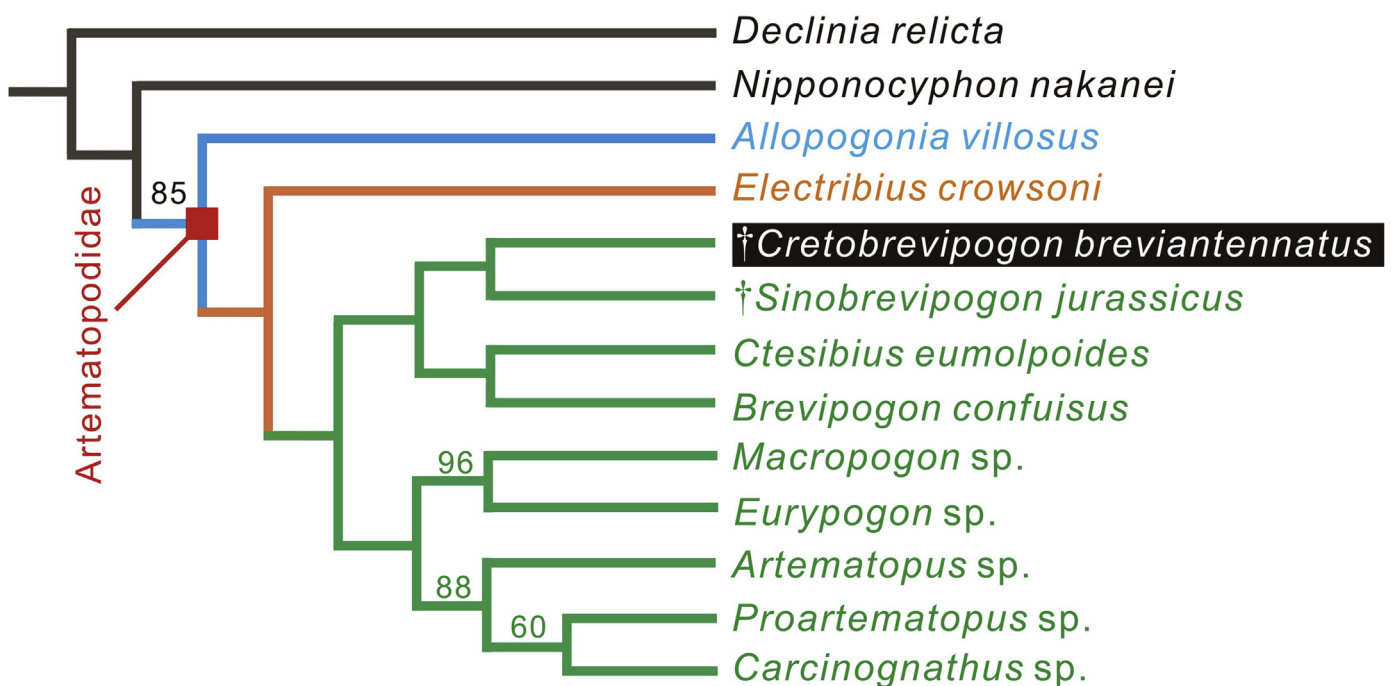 Declinia relicta
Nipponocyphon nakanei
Allopogonia villosus
85
Electribius crowsoni
Artematopodidae
†Cretobrevipogon breviantennatus
†Sinobrevipogon jurassicus
Ctesibius eumolpoides
Brevipogon confuisus
96
Macropogon sp.
Eurypogon sp.
Artematopus sp.
88
60
Proartematopus sp.
Carcinognathus sp.